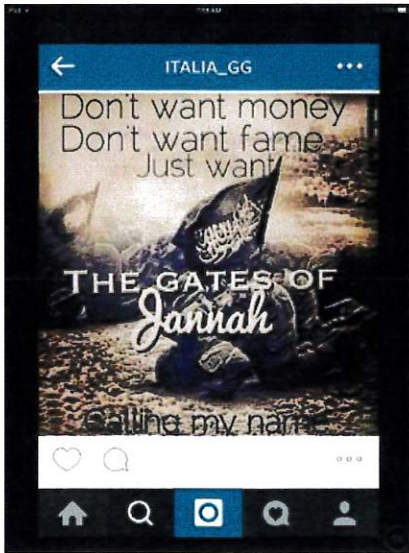 ITALIA_GG
Don't want money
Don't want fame
Just want
THE GATES OF
Jannah
Calling my name